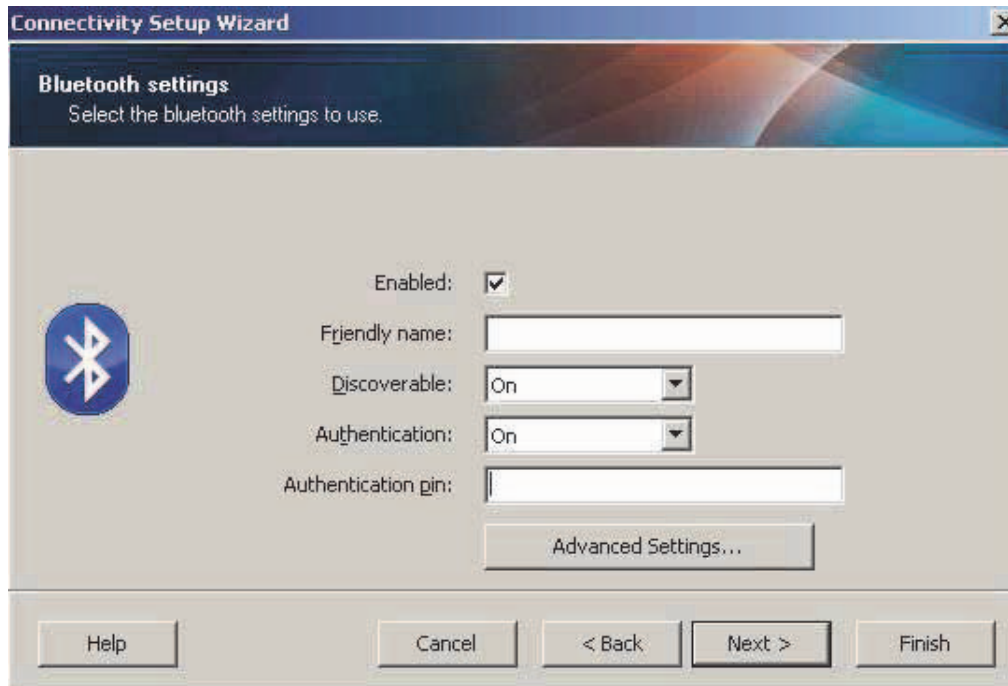 Connectivity Setup Wizard
Bluetooth settings
Select the bluetooth settings to use.
Enabled:
Friendly name:
Discoverable: On
Authentication: On
Authentication pin:
Advanced Settings...
Help Cancel < Back Next > Finish